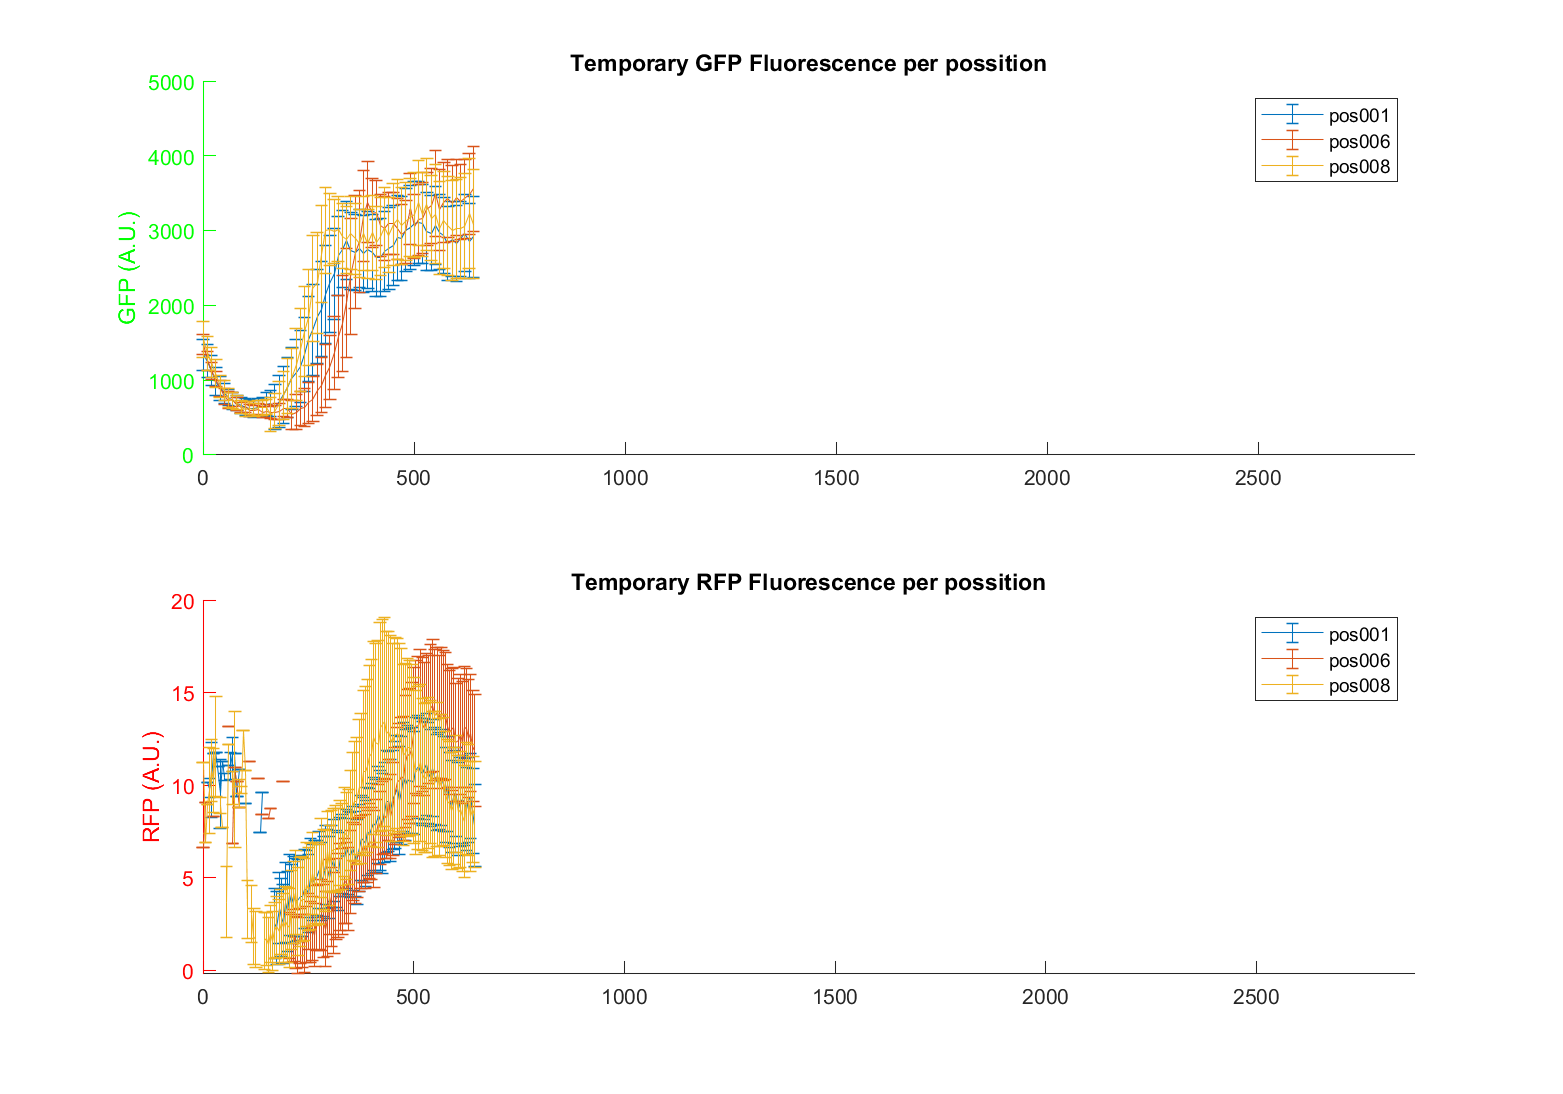 Temporary GFP Fluorescence per possition
GFP (A.U.)
5000
4000
3000
2000
1000
0
0 500 1000 1500 2000 2500
pos001
pos006
pos008
Temporary RFP Fluorescence per possition
RFP (A.U.)
20
15
10
5
0
0 500 1000 1500 2000 2500
pos001
pos006
pos008